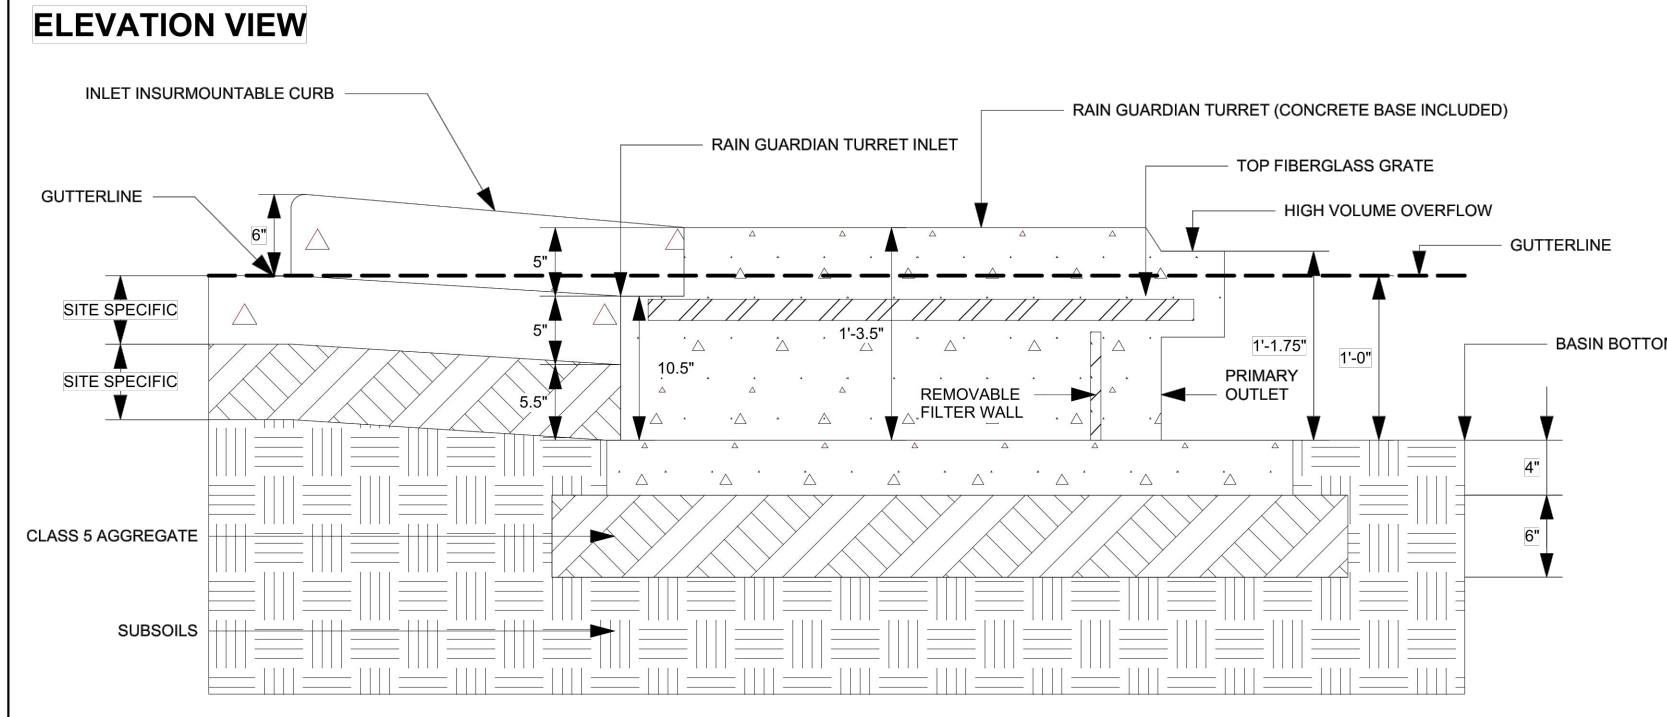 ELEVATION VIEW
INLET INSURMOUNTABLE CURB
RAIN GUARDIAN TURRET (CONCRETE BASE INCLUDED)
RAIN GUARDIAN TURRET INLET
TOP FIBERGLASS GRATE
GUTTERLINE
HIGH VOLUME OVERFLOW
6"
GUTTERLINE
5"
SITE SPECIFIC
5"
1'-3.5"
1'-1.75"
1'-0"
BASIN BOTTOM
10.5"
SITE SPECIFIC
5.5"
REMOVABLE
FILTER WALL
PRIMARY
OUTLET
4"
CLASS 5 AGGREGATE
6"
SUBSOILS